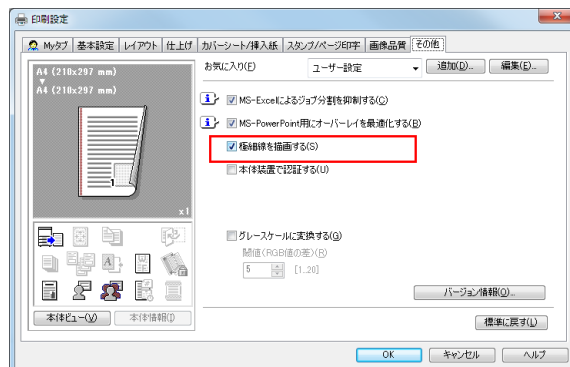 印刷設定
Myタブ 基本設定 レイアウト 仕上げ カバーシート/挿入紙 スタンプ/ページ印字 画像品質 その他
A4 (210x297 mm)
A4 (210x297 mm)
1
x1
お気に入り(F) ユーザー設定 追加(D)... 編集(E)...
MS-Excelによるジョブ分割を抑制する(C)
MS-PowerPoint用にオーバーレイを最適化する(B)
極細線を描画する(S)
本体装置で認証する(U)
グレースケールに変換する(G)
閾値(RGB値の差)(R)
5 [1..20]
バージョン情報(O)...
本体ビュー(V) 本体情報(I)
標準に戻す(L)
OK キャンセル ヘルプ